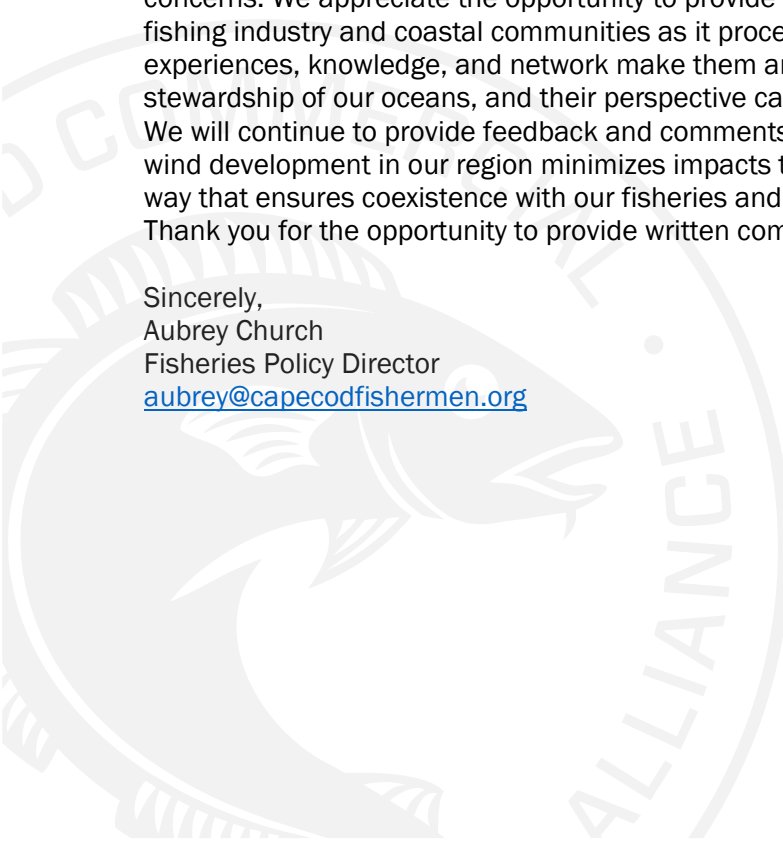 concerns. We appreciate the opportunity to provide
fishing industry and coastal communities as it proce
experiences, knowledge, and network make them ar
stewardship of our oceans, and their perspective ca
We will continue to provide feedback and comments
wind development in our region minimizes impacts t
way that ensures coexistence with our fisheries and
Thank you for the opportunity to provide written com
Sincerely,
Aubrey Church
Fisheries Policy Director
aubrey@capecodfishermen.org
D COMMERCIAL • ALLIANCE